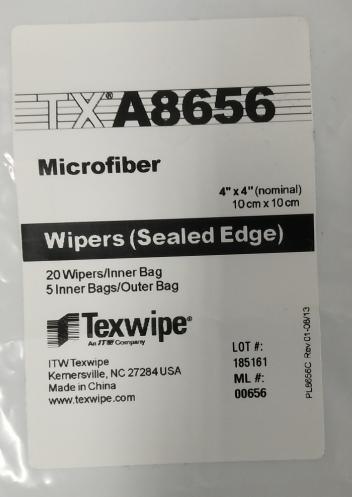 TX® A8656
Microfiber
4" x 4" (nominal)
10 cm x 10 cm
Wipers (Sealed Edge)
20 Wipers/Inner Bag
5 Inner Bags/Outer Bag
Texwipe®
An ITW Company
ITW Texwipe
Kernersville, NC 27284 USA
Made in China
www.texwipe.com
LOT #:
185161
ML #:
00656
PL8656C Rev 01-08/13